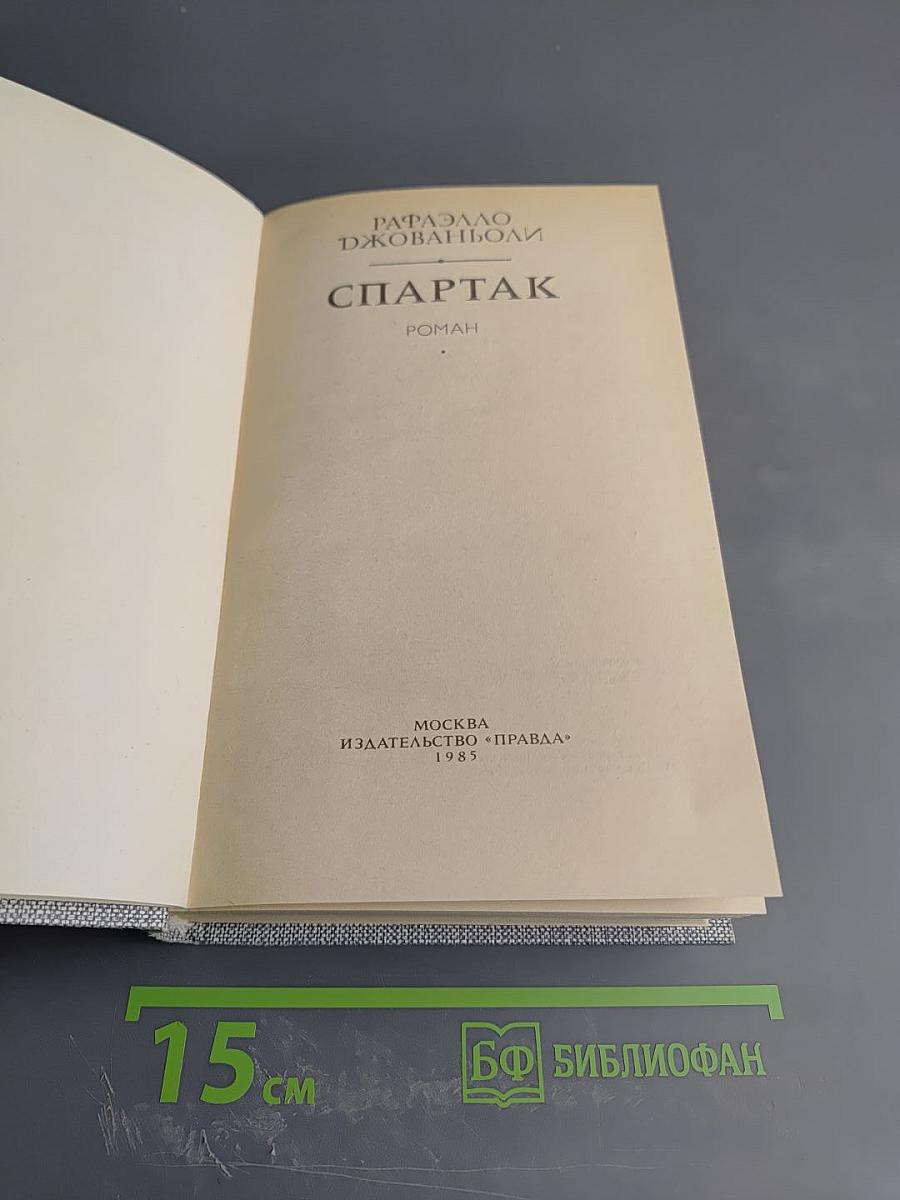 РАФАЭЛЛО
ДЖОВАНЬОЛИ
СПАРТАК
РОМАН
МОСКВА
ИЗДАТЕЛЬСТВО «ПРАВДА»
1985
15 СМ
БФ БИБЛИОФАН